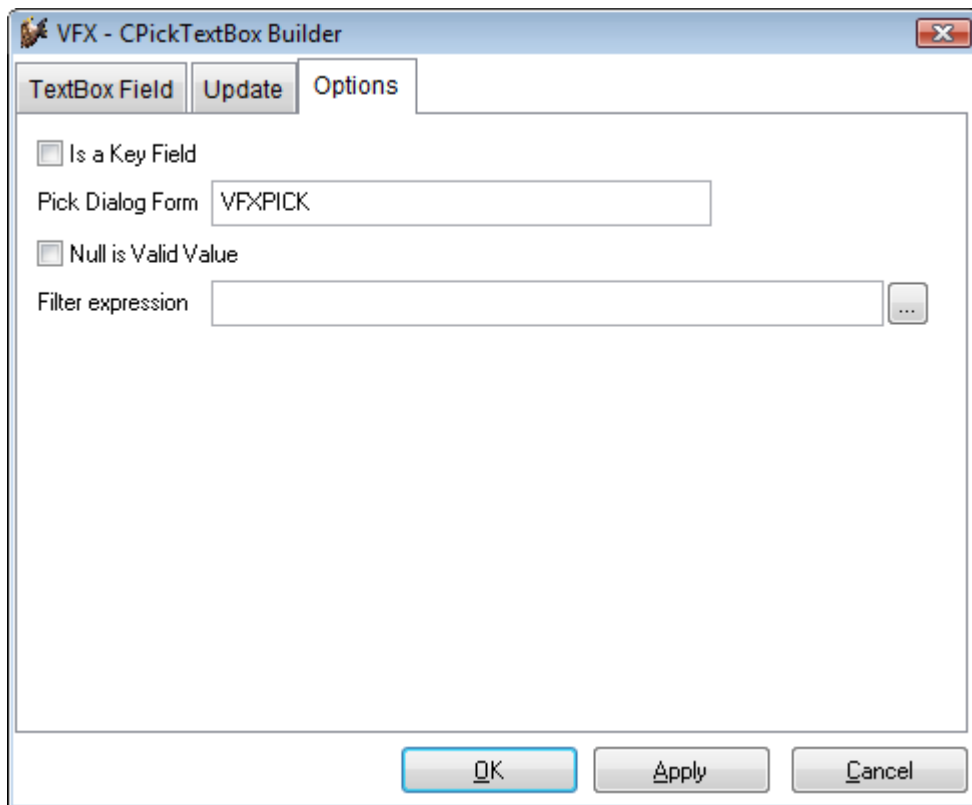 VFX - CPickTextBox Builder
TextBox Field Update Options
Is a Key Field
Pick Dialog Form VFXPICK
Null is Valid Value
Filter expression ...
OK Apply Cancel